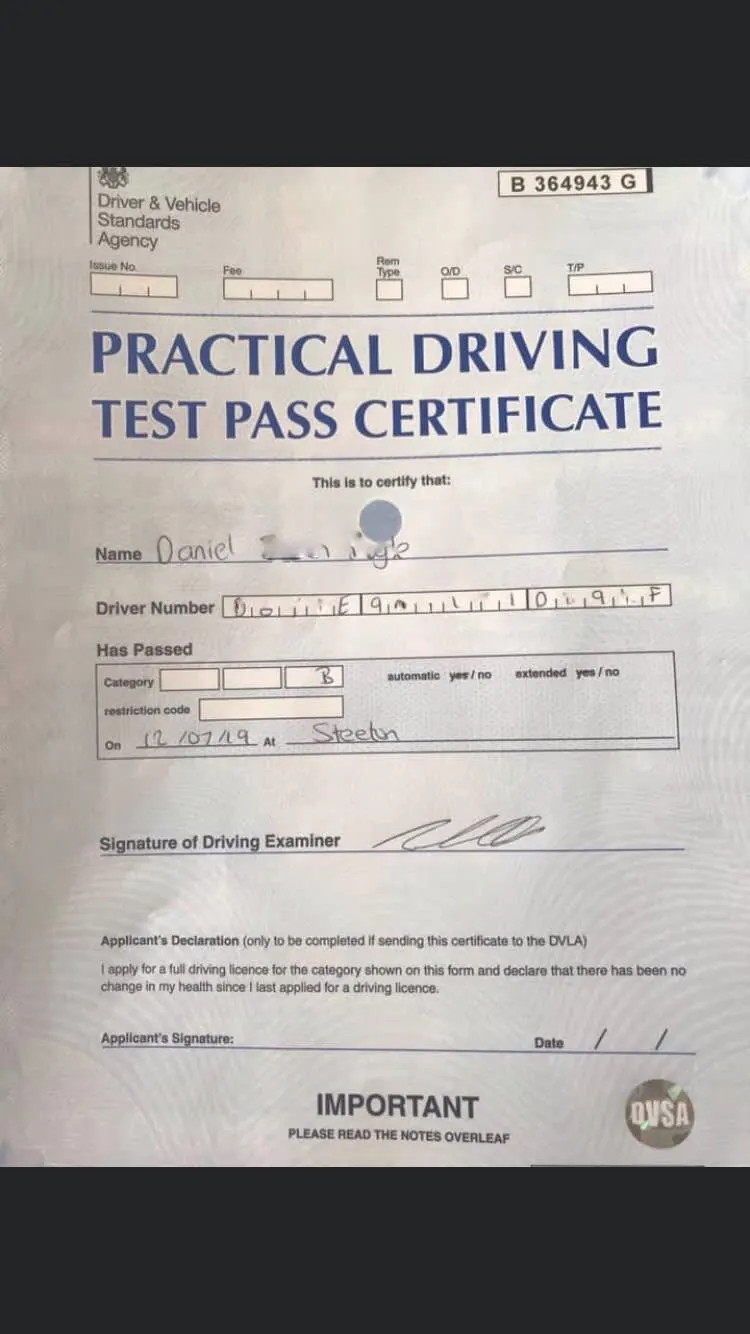 B 364943 G
Driver & Vehicle
Standards
Agency
Issue No. Fee Rem Type O/D S/C T/P
PRACTICAL DRIVING
TEST PASS CERTIFICATE
This is to certify that:
Name Daniel
Driver Number
Has Passed
Category B automatic yes / no extended yes / no
restriction code
On 12/07/19 At Steeton
Signature of Driving Examiner
Applicant's Declaration (only to be completed if sending this certificate to the DVLA)
I apply for a full driving licence for the category shown on this form and declare that there has been no
change in my health since I last applied for a driving licence.
Applicant's Signature: Date / /
IMPORTANT
PLEASE READ THE NOTES OVERLEAF
DVSA